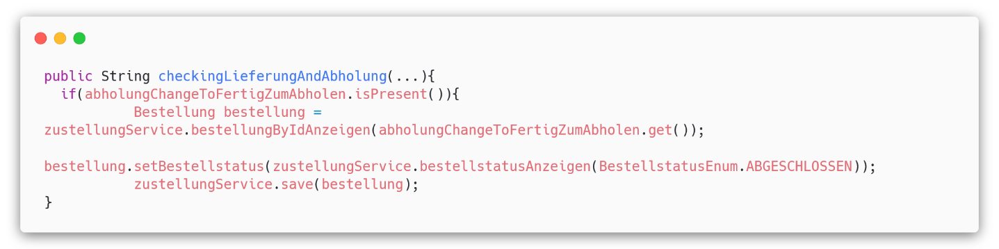 public String checkingLieferungAndAbholung(...){
if(abholungChangeToFertigZumAbholen.isPresent()){
Bestellung bestellung =
zustellungService.bestellungByIdAnzeigen(abholungChangeToFertigZumAbholen.get());
bestellung.setBestellstatus(zustellungService.bestellstatusAnzeigen(BestellstatusEnum.ABGESCHLOSSEN));
zustellungService.save(bestellung);
}